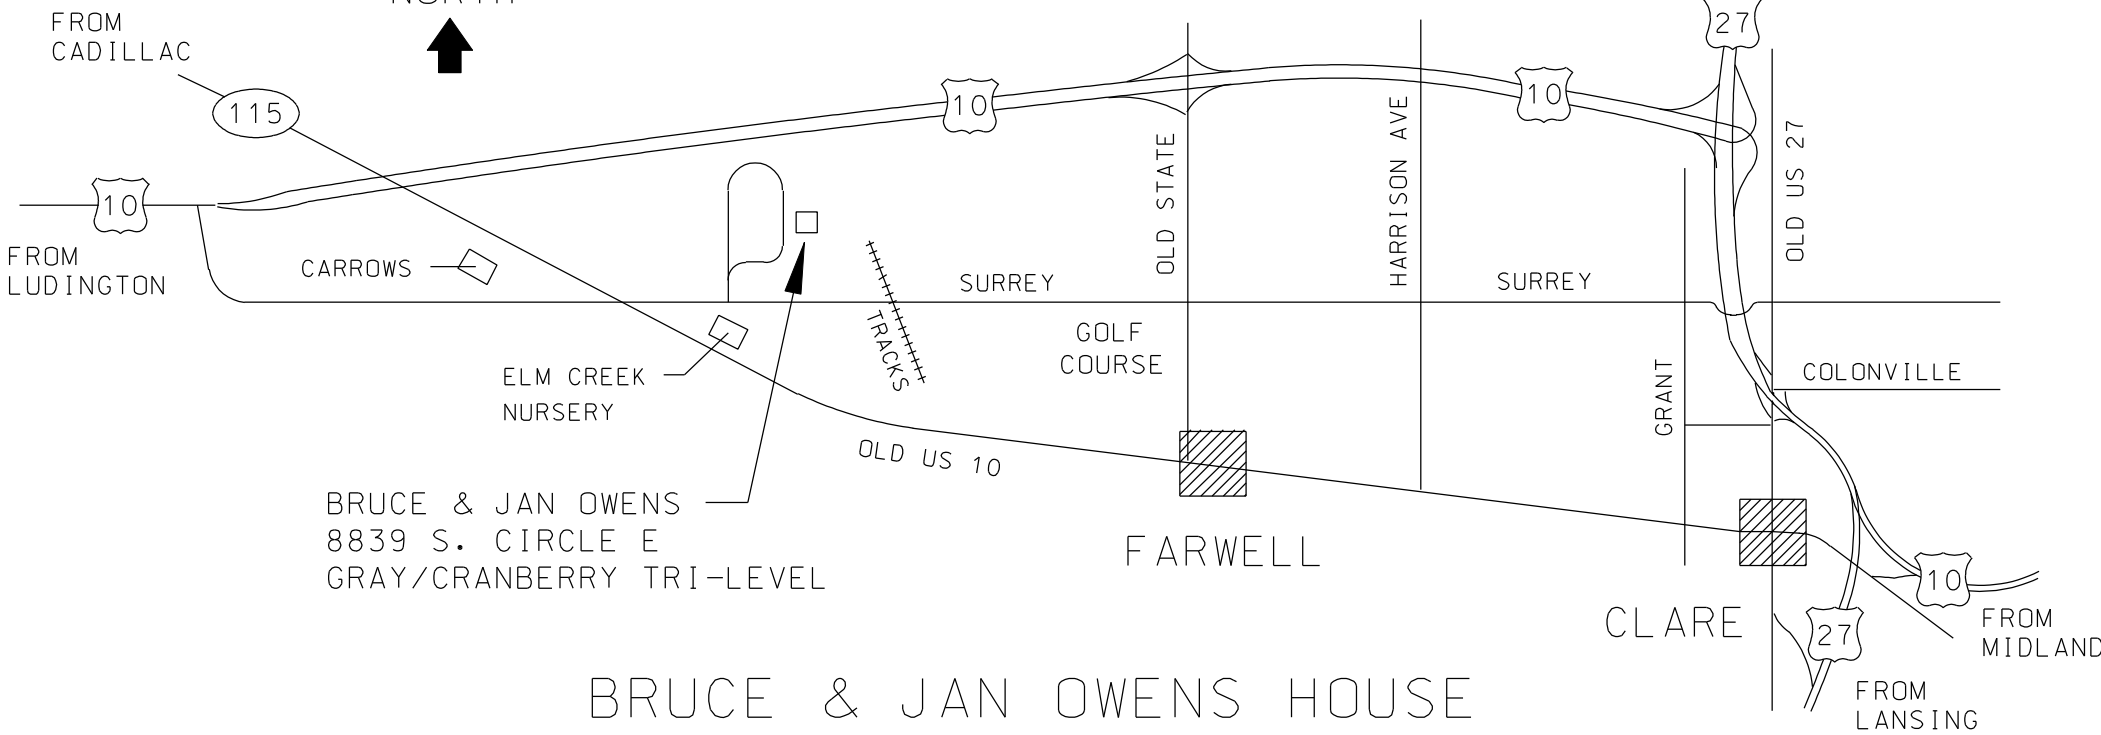 NORTH
FROM
CADILLAC
115
10
FROM
LUDINGTON
CARROWS
10
OLD STATE
HARRISON AVE
10
27
OLD US 27
SURREY
SURREY
TRACKS
GOLF
COURSE
ELM CREEK
NURSERY
GRANT
COLONVILLE
OLD US 10
BRUCE & JAN OWENS
8839 S. CIRCLE E
GRAY/CRANBERRY TRI-LEVEL
FARWELL
CLARE
10
FROM
MIDLAND
27
FROM
LANSING
BRUCE & JAN OWENS HOUSE